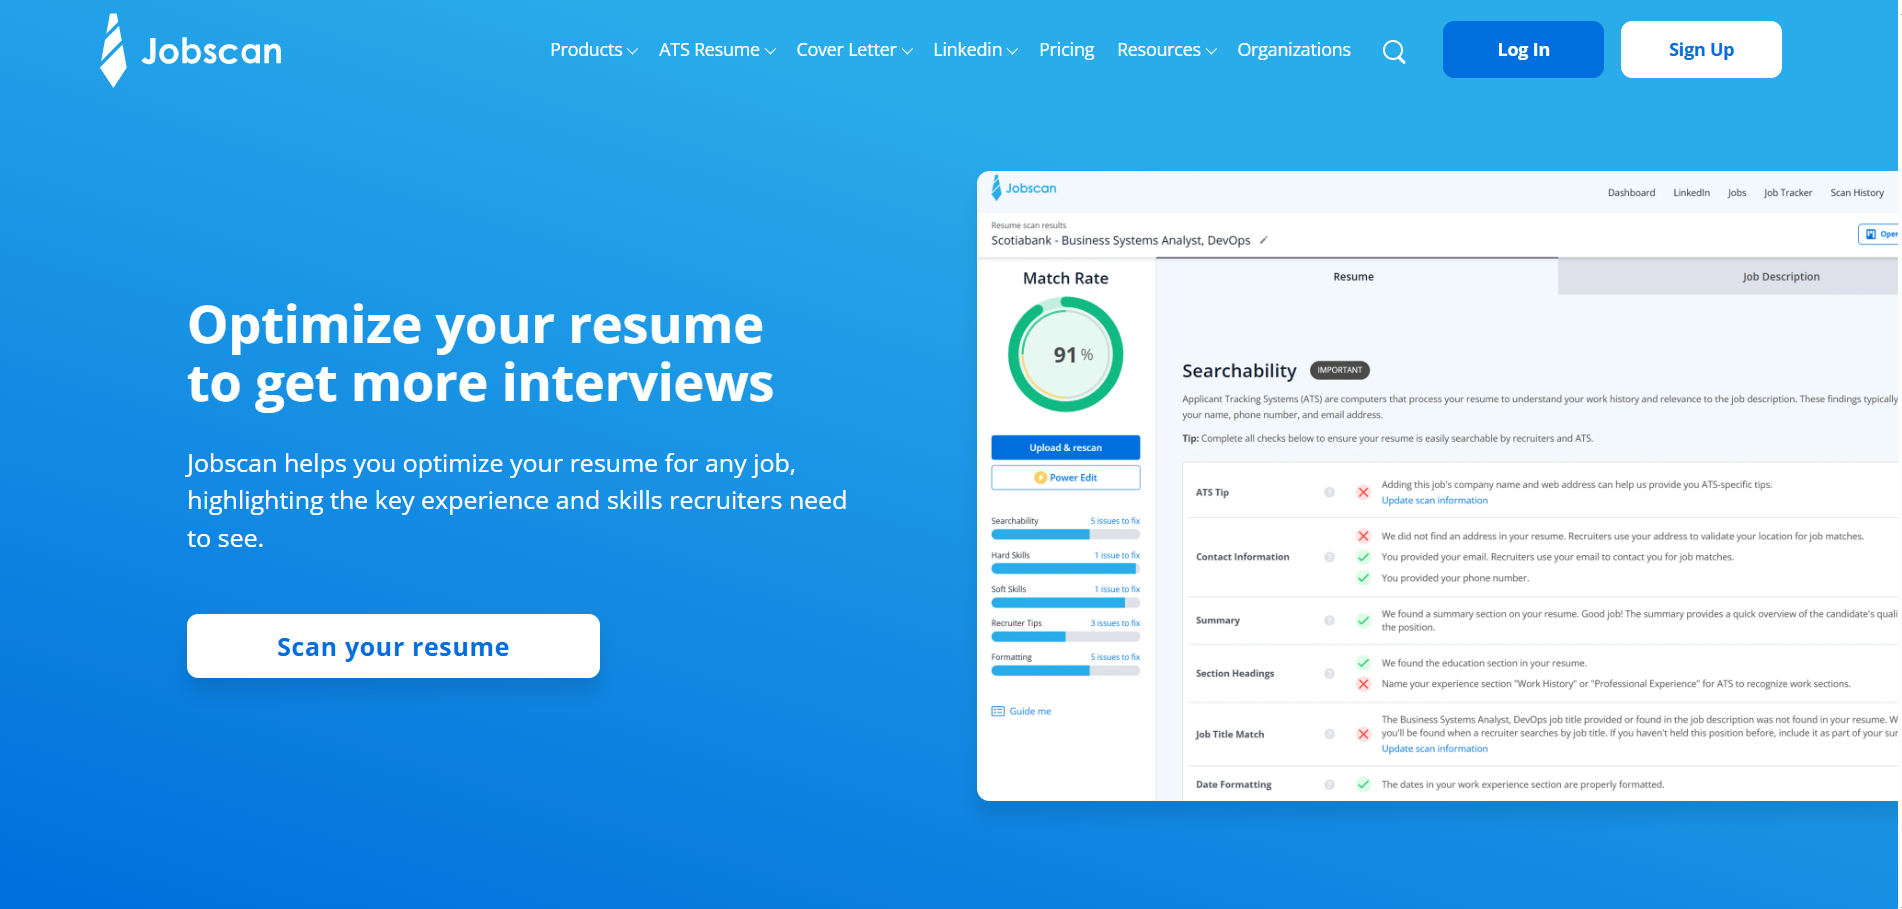 Jobscan
Products
ATS Resume
Cover Letter
Linkedin
Pricing
Resources
Organizations
Log In
Sign Up
Optimize your resume
to get more interviews
Jobscan helps you optimize your resume for any job,
highlighting the key experience and skills recruiters need
to see.
Scan your resume
Jobscan
Dashboard
LinkedIn
Jobs
Job Tracker
Scan History
Resume scan results
Scotiabank - Business Systems Analyst, DevOps
Open
Match Rate
91 %
Upload & rescan
Power Edit
Searchability 5 issues to fix
Hard Skills 1 issue to fix
Soft Skills 1 issue to fix
Recruiter Tips 3 issues to fix
Formatting 5 issues to fix
Guide me
Resume
Job Description
Searchability IMPORTANT
Applicant Tracking Systems (ATS) are computers that process your resume to understand your work history and relevance to the job description. These findings typically
your name, phone number, and email address.
Tip: Complete all checks below to ensure your resume is easily searchable by recruiters and ATS.
ATS Tip
Adding this job's company name and web address can help us provide you ATS-specific tips.
Update scan information
Contact Information
We did not find an address in your resume. Recruiters use your address to validate your location for job matches.
You provided your email. Recruiters use your email to contact you for job matches.
You provided your phone number.
Summary
We found a summary section on your resume. Good job! The summary provides a quick overview of the candidate's quali
the position.
Section Headings
We found the education section in your resume.
Name your experience section "Work History" or "Professional Experience" for ATS to recognize work sections.
Job Title Match
The Business Systems Analyst, DevOps job title provided or found in the job description was not found in your resume. W
you'll be found when a recruiter searches by job title. If you haven't held this position before, include it as part of your sum
Update scan information
Date Formatting
The dates in your work experience section are properly formatted.